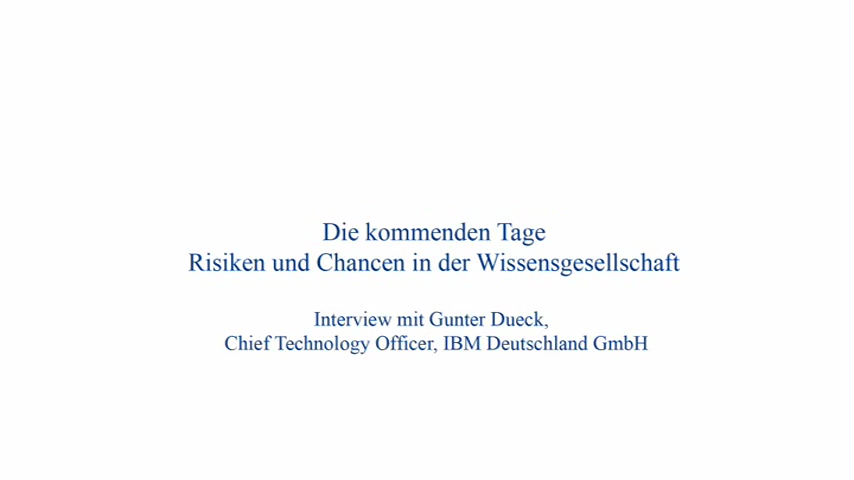 Die kommenden Tage
Risiken und Chancen in der Wissensgesellschaft
Interview mit Gunter Dueck,
Chief Technology Officer, IBM Deutschland GmbH